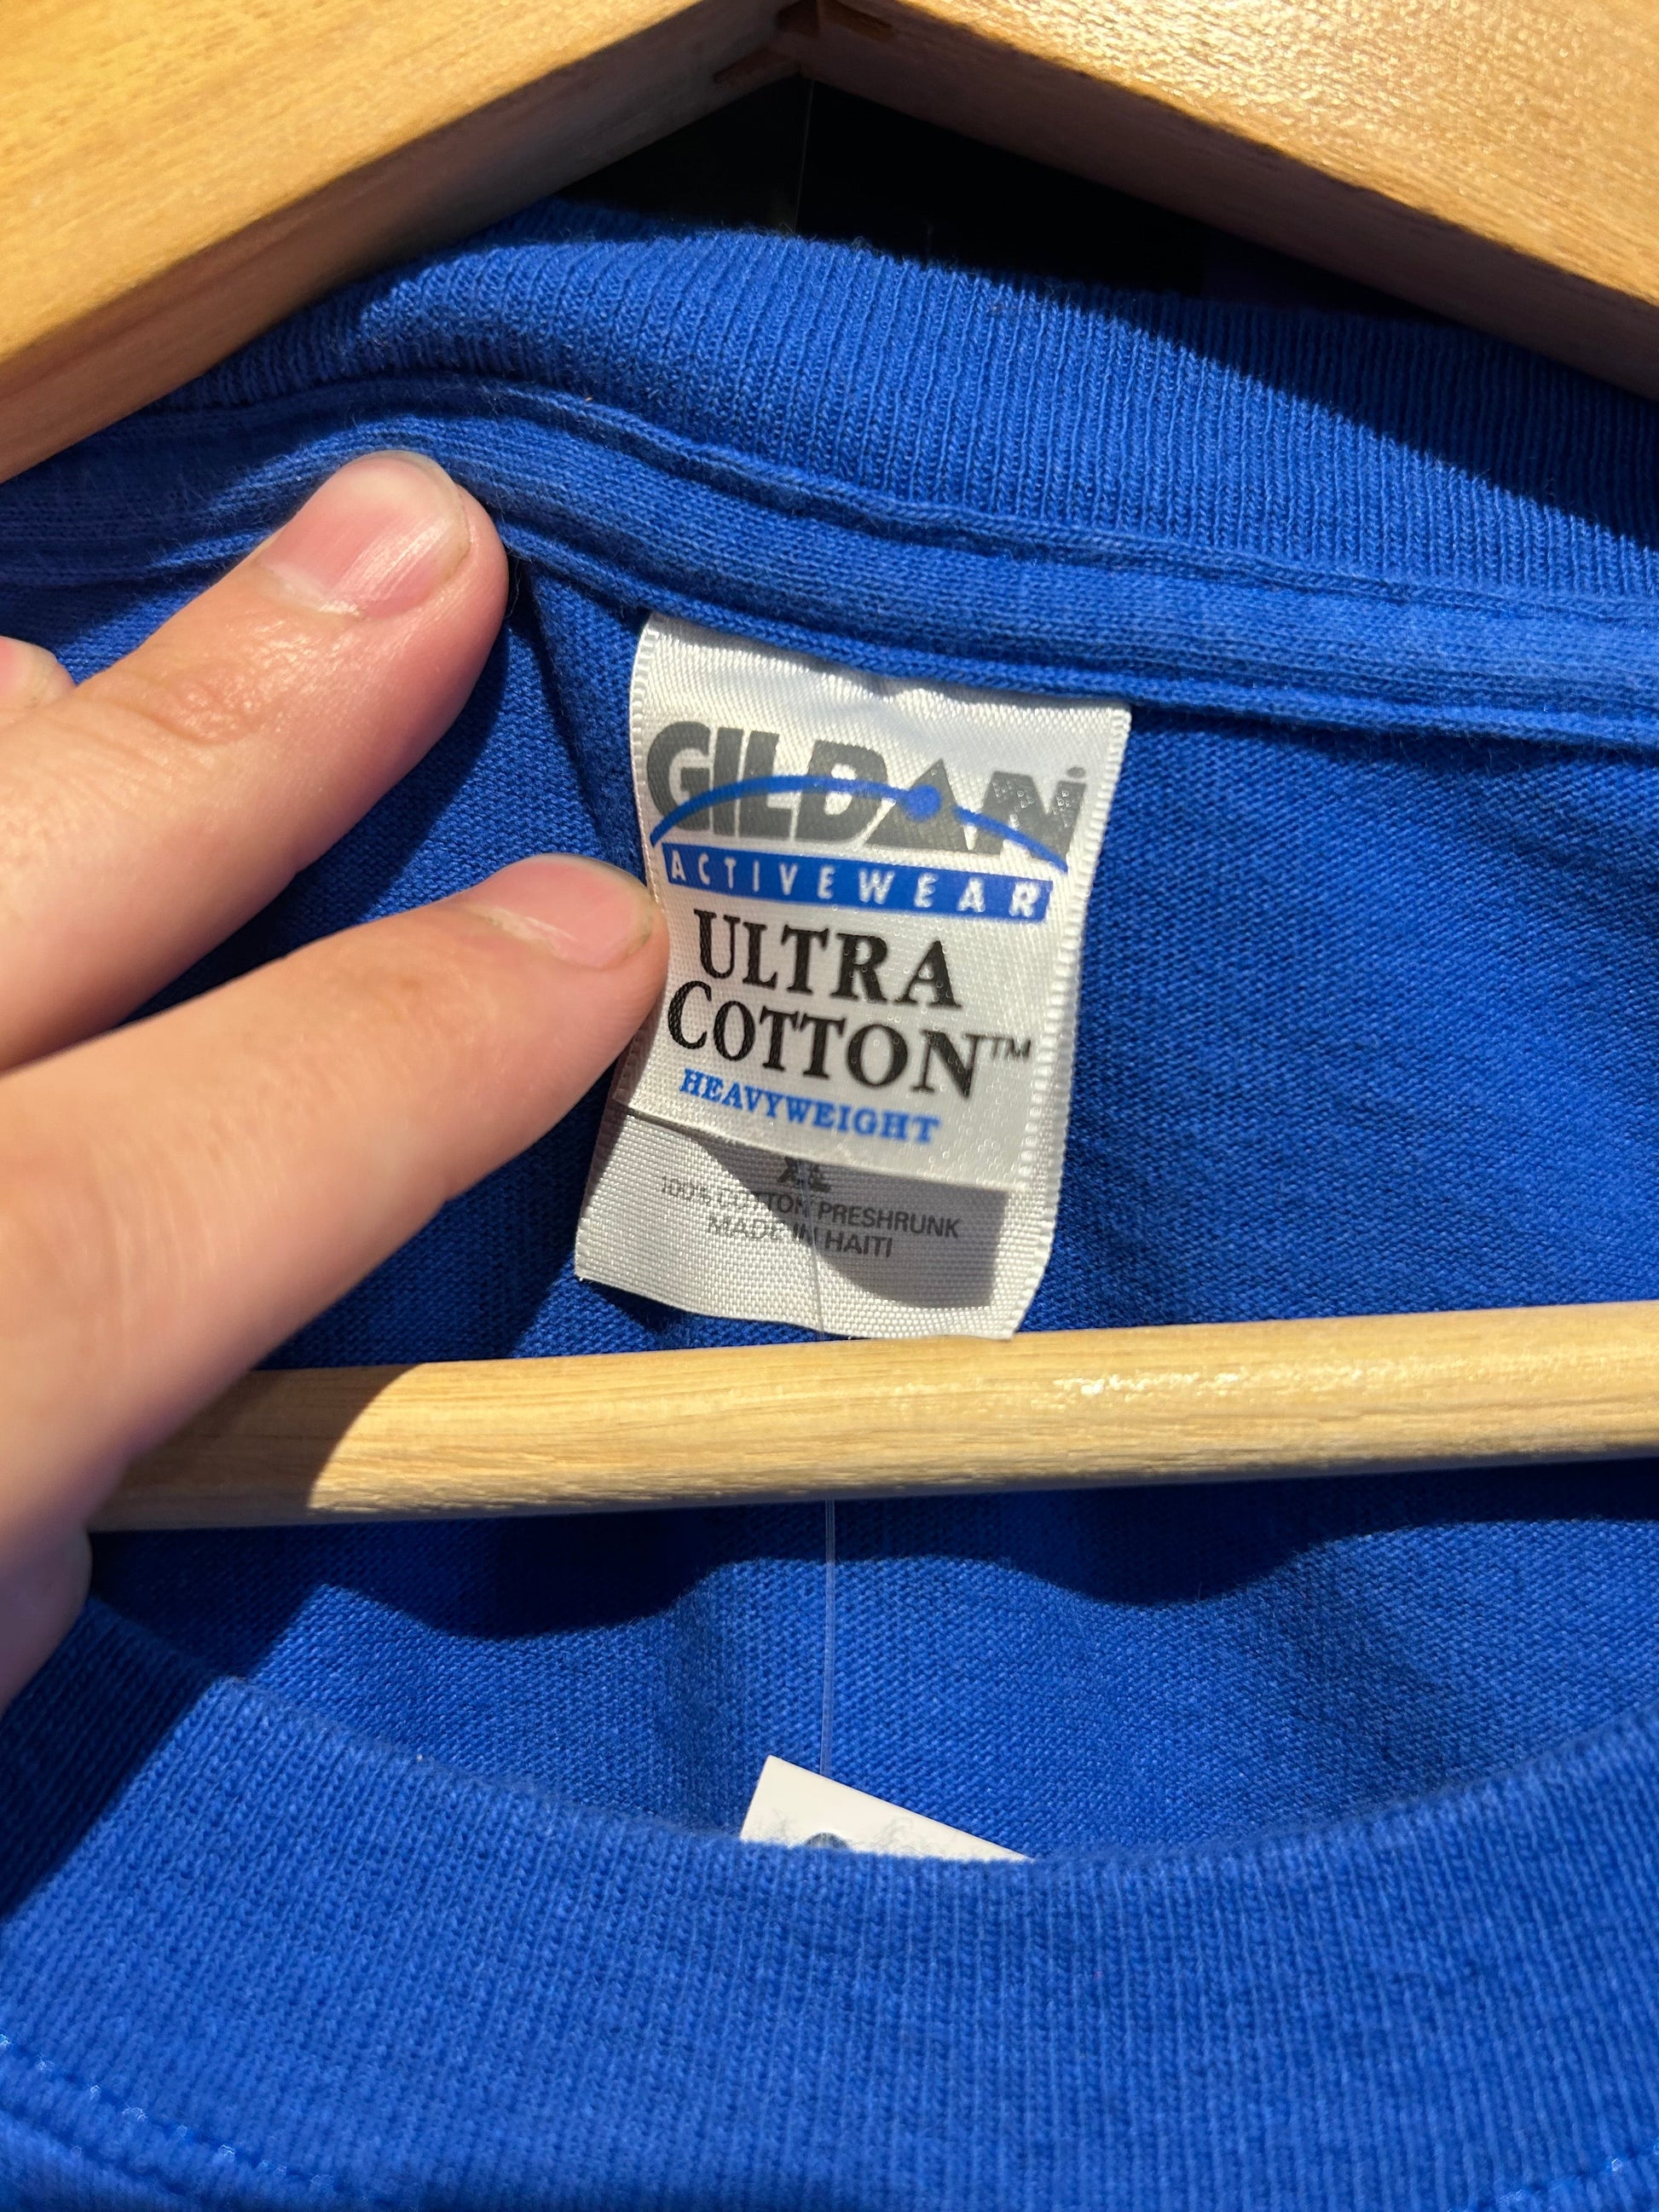 GILDAN
ACTIVEWEAR
ULTRA
COTTON™
HEAVYWEIGHT
XL
100% COTTON PRESHRUNK
MADE IN HAITI